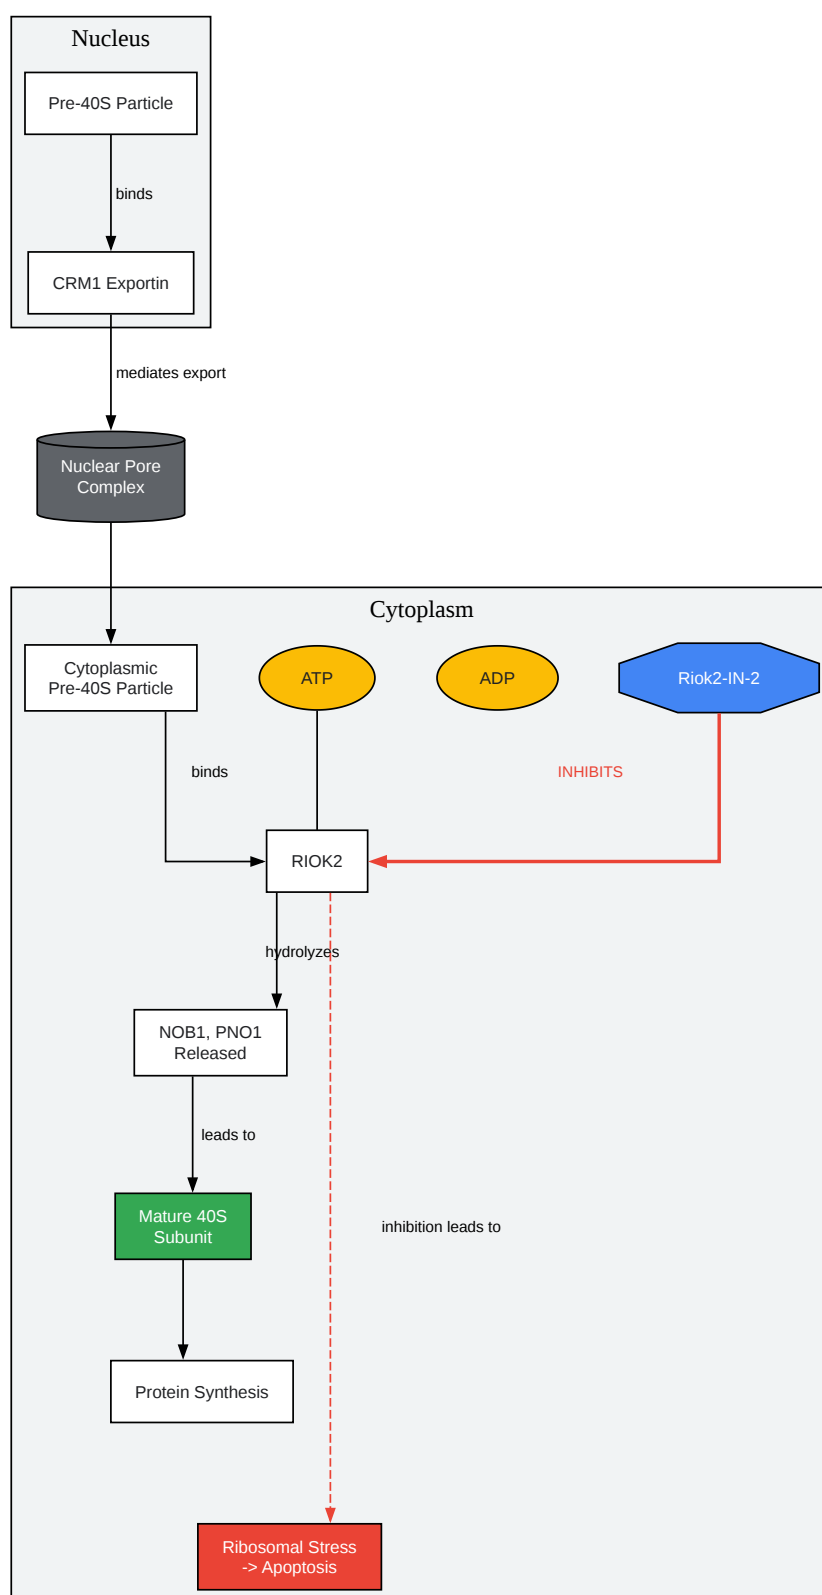 Nucleus
Pre-40S Particle
binds
CRM1 Exportin
mediates export
Nuclear Pore
Complex
Cytoplasm
Cytoplasmic
Pre-40S Particle
ATP
ADP
Riok2-IN-2
binds
INHIBITS
RIOK2
hydrolyzes
NOB1, PNO1
Released
leads to
Mature 40S
Subunit
inhibition leads to
Protein Synthesis
Ribosomal Stress
-> Apoptosis